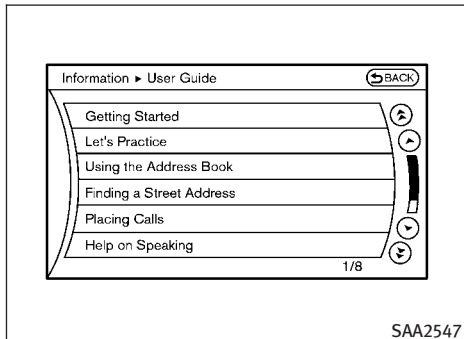 Information ▸ User Guide
BACK
Getting Started
Let's Practice
Using the Address Book
Finding a Street Address
Placing Calls
Help on Speaking
1/8
SAA2547